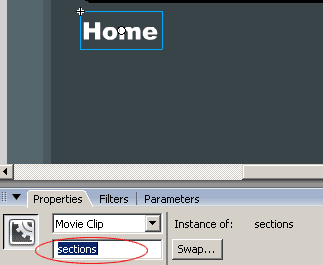 Home
Properties Filters Parameters
Movie Clip Instance of: sections
sections Swap...